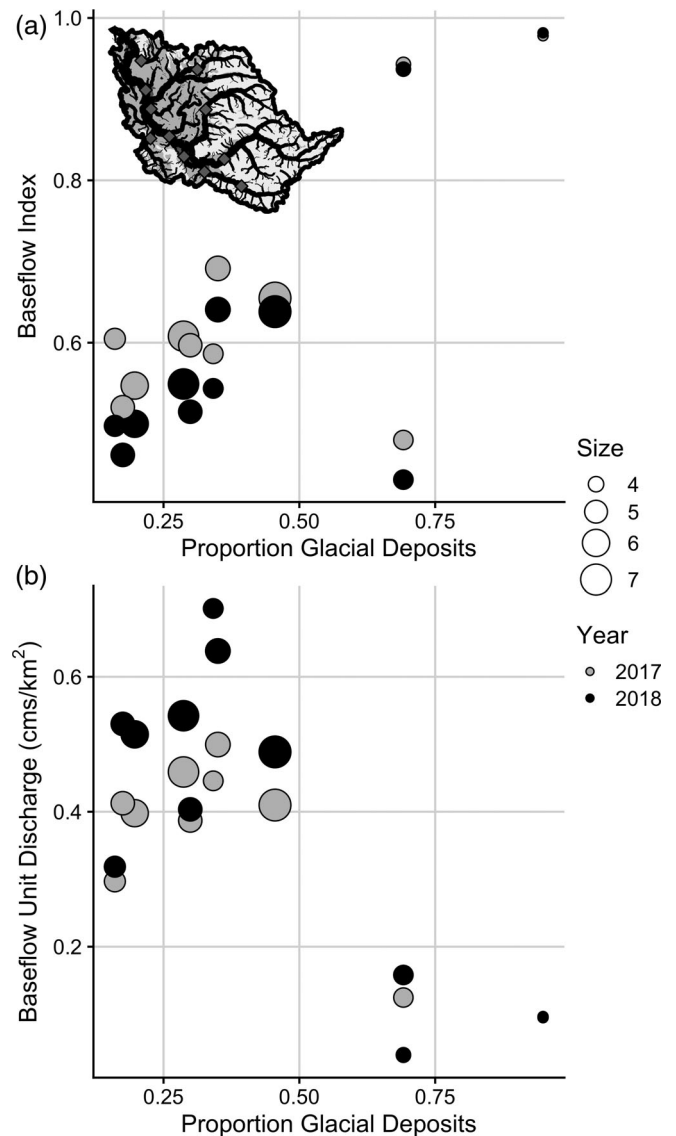 (a)
1.0
0.8
0.6
Baseflow Index
0.25 0.50 0.75
Proportion Glacial Deposits
Size
4
5
6
7
Year
2017
2018
(b)
0.6
0.4
0.2
Baseflow Unit Discharge (cms/km²)
0.25 0.50 0.75
Proportion Glacial Deposits